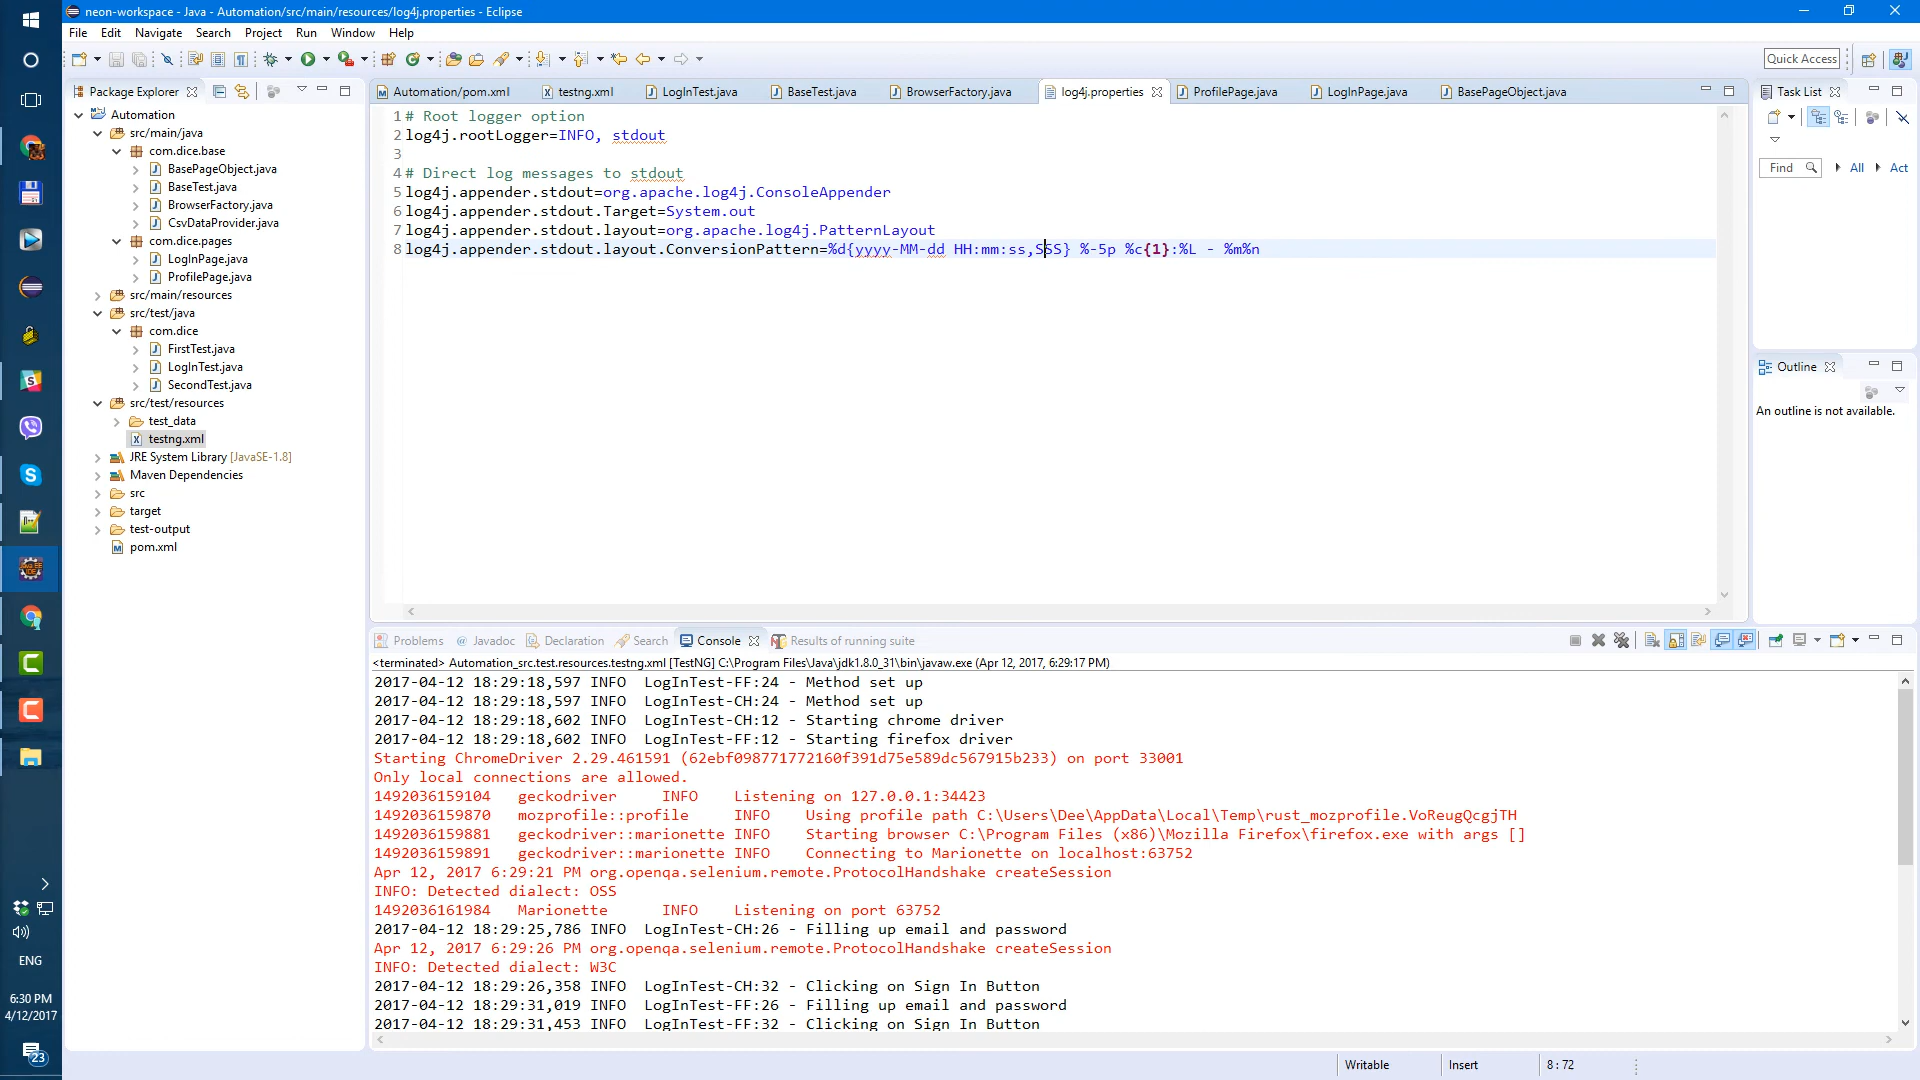 neon-workspace - Java - Automation/src/main/resources/log4j.properties - Eclipse
File Edit Navigate Search Project Run Window Help
Quick Access
Package Explorer
Automation
src/main/java
com.dice.base
BasePageObject.java
BaseTest.java
BrowserFactory.java
CsvDataProvider.java
com.dice.pages
LogInPage.java
ProfilePage.java
src/main/resources
src/test/java
com.dice
FirstTest.java
LogInTest.java
SecondTest.java
src/test/resources
test_data
testng.xml
JRE System Library [JavaSE-1.8]
Maven Dependencies
src
target
test-output
pom.xml
Automation/pom.xml testng.xml LogInTest.java BaseTest.java BrowserFactory.java log4j.properties ProfilePage.java LogInPage.java BasePageObject.java
1 # Root logger option
2 log4j.rootLogger=INFO, stdout
3
4 # Direct log messages to stdout
5 log4j.appender.stdout=org.apache.log4j.ConsoleAppender
6 log4j.appender.stdout.Target=System.out
7 log4j.appender.stdout.layout=org.apache.log4j.PatternLayout
8 log4j.appender.stdout.layout.ConversionPattern=%d{yyyy-MM-dd HH:mm:ss,SSS} %-5p %c{1}:%L - %m%n
Task List
Find All Act
Outline
An outline is not available.
Problems Javadoc Declaration Search Console Results of running suite
<terminated> Automation_src.test.resources.testng.xml [TestNG] C:\Program Files\Java\jdk1.8.0_31\bin\javaw.exe (Apr 12, 2017, 6:29:17 PM)
2017-04-12 18:29:18,597 INFO LogInTest-FF:24 - Method set up
2017-04-12 18:29:18,597 INFO LogInTest-CH:24 - Method set up
2017-04-12 18:29:18,602 INFO LogInTest-CH:12 - Starting chrome driver
2017-04-12 18:29:18,602 INFO LogInTest-FF:12 - Starting firefox driver
Starting ChromeDriver 2.29.461591 (62ebf098771772160f391d75e589dc567915b233) on port 33001
Only local connections are allowed.
1492036159104 geckodriver INFO Listening on 127.0.0.1:34423
1492036159870 mozprofile::profile INFO Using profile path C:\Users\Dee\AppData\Local\Temp\rust_mozprofile.VoReugQcgjTH
1492036159881 geckodriver::marionette INFO Starting browser C:\Program Files (x86)\Mozilla Firefox\firefox.exe with args []
1492036159891 geckodriver::marionette INFO Connecting to Marionette on localhost:63752
Apr 12, 2017 6:29:21 PM org.openqa.selenium.remote.ProtocolHandshake createSession
INFO: Detected dialect: OSS
1492036161984 Marionette INFO Listening on port 63752
2017-04-12 18:29:25,786 INFO LogInTest-CH:26 - Filling up email and password
Apr 12, 2017 6:29:26 PM org.openqa.selenium.remote.ProtocolHandshake createSession
INFO: Detected dialect: W3C
2017-04-12 18:29:26,358 INFO LogInTest-CH:32 - Clicking on Sign In Button
2017-04-12 18:29:31,019 INFO LogInTest-FF:26 - Filling up email and password
2017-04-12 18:29:31,453 INFO LogInTest-FF:32 - Clicking on Sign In Button
Writable Insert 8 : 72
ENG
6:30 PM
4/12/2017
23